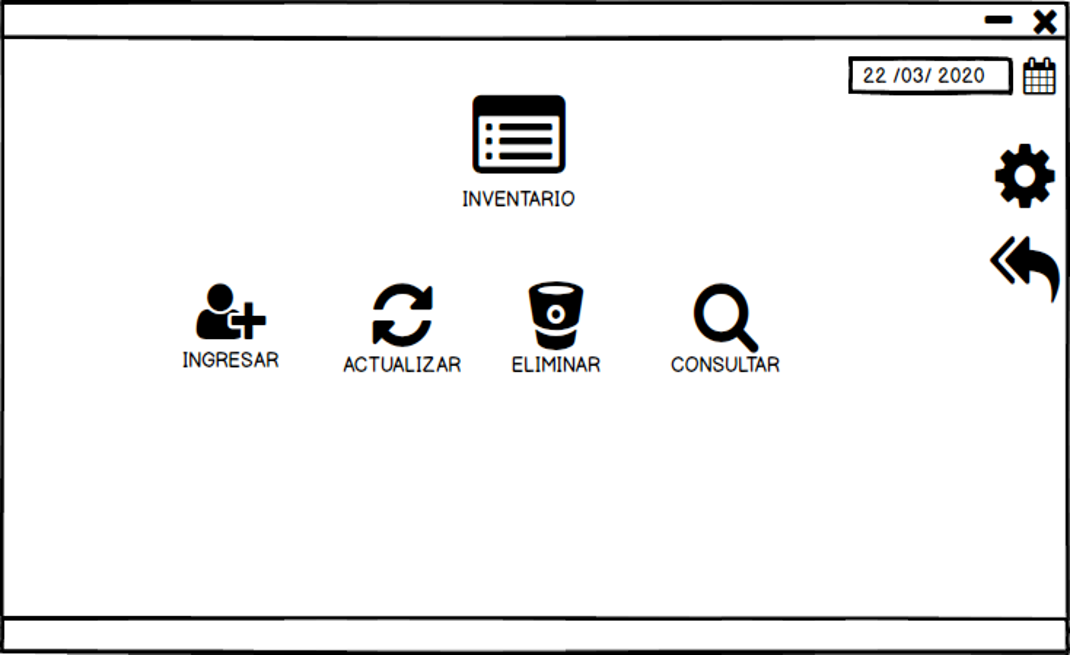 22 /03/ 2020
INVENTARIO
INGRESAR
ACTUALIZAR
ELIMINAR
CONSULTAR